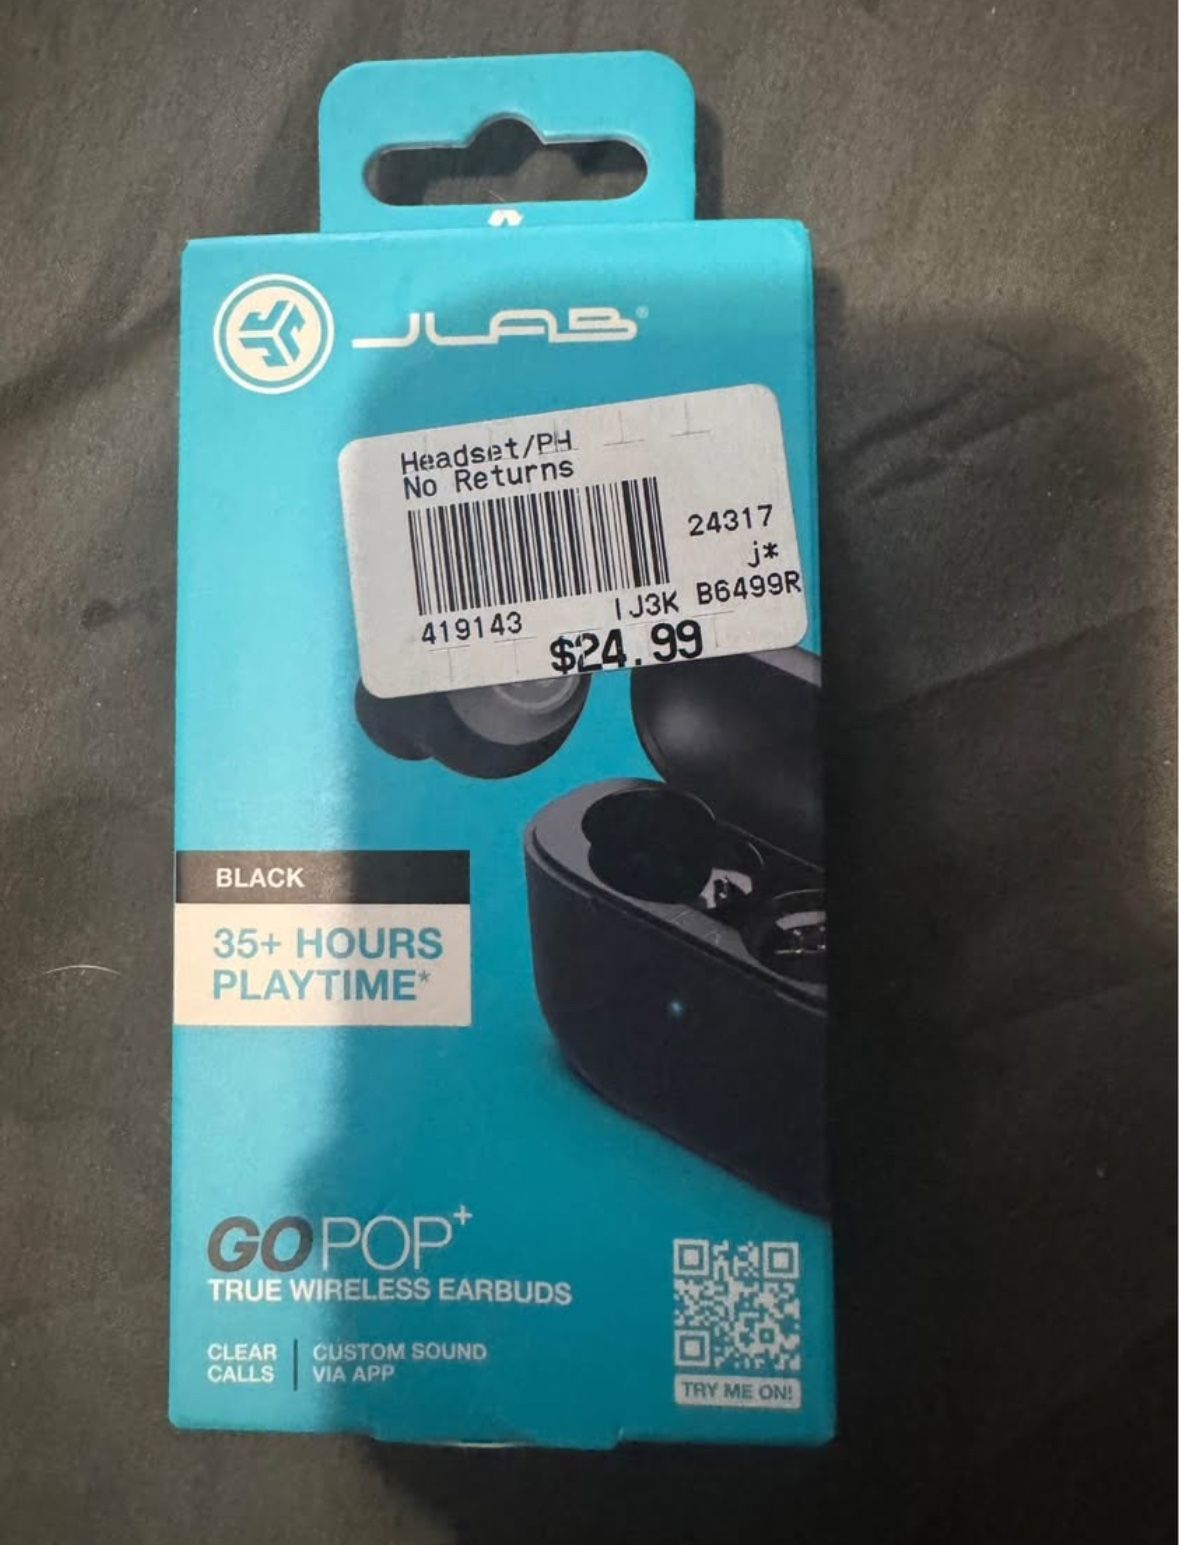 JLAB®
Headset/PH
No Returns
24317
j*
419143 IJ3K B6499R
$24.99
BLACK
35+ HOURS
PLAYTIME*
GOPOP+
TRUE WIRELESS EARBUDS
CLEAR
CALLS
CUSTOM SOUND
VIA APP
TRY ME ON!